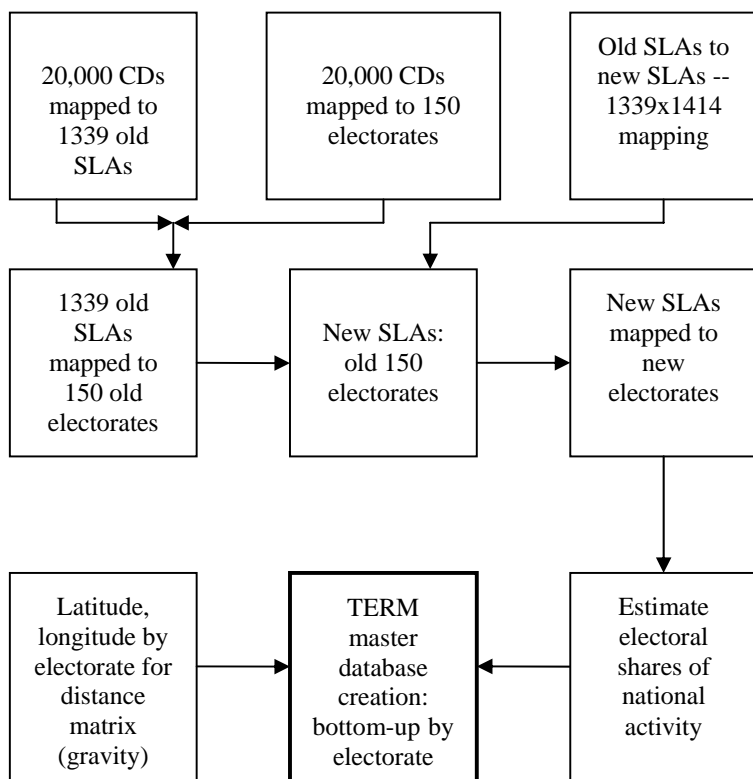 20,000 CDs
mapped to
1339 old
SLAs
20,000 CDs
mapped to 150
electorates
Old SLAs to
new SLAs --
1339x1414
mapping
1339 old
SLAs
mapped to
150 old
electorates
New SLAs:
old 150
electorates
New SLAs
mapped to
new
electorates
Latitude,
longitude by
electorate for
distance
matrix
(gravity)
TERM
master
database
creation:
bottom-up by
electorate
Estimate
electoral
shares of
national
activity